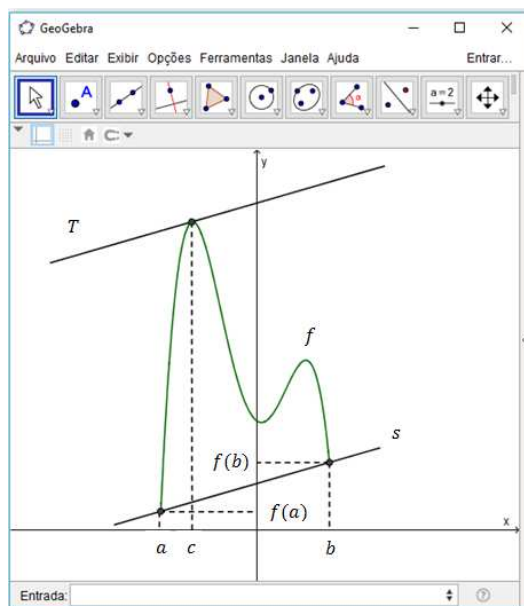 GeoGebra
Arquivo Editar Exibir Opções Ferramentas Janela Ajuda Entrar...
A a=2
y
T
f
s
f(b)
f(a)
x
a c b
Entrada: